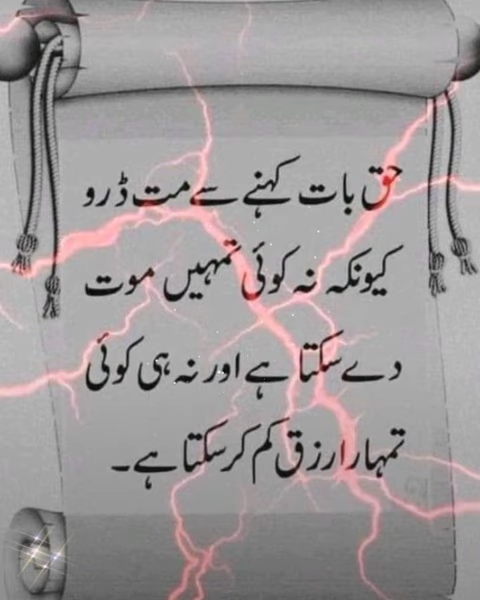 حق بات کہنے سے مت ڈرو
کیونکہ نہ کوئی تمہیں موت
دے سکتا ہے اور نہ ہی کوئی
تمہارا رزق کم کر سکتا ہے۔